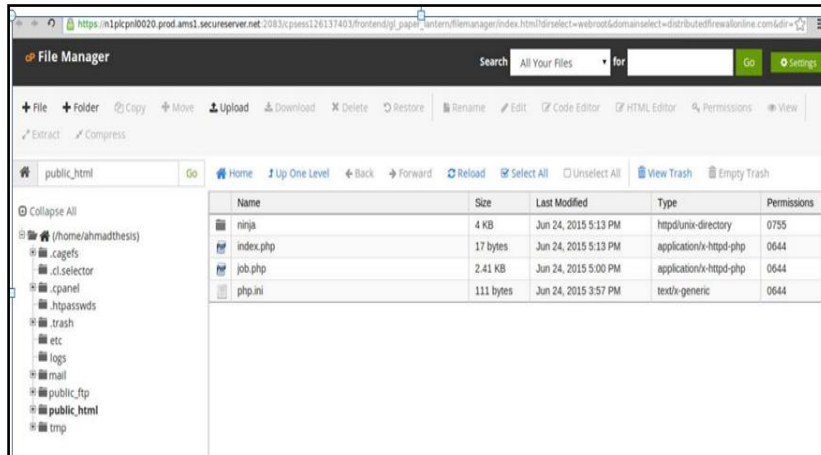 https://n1plcpnl0020.prod.ams1.secureserver.net:2083/cpsess126137403/frontend/gl_paper_lantern/filemanager/index.html?dirselect=webroot&domainselect=distributedfirewallonline.com&dir=
cP File Manager
Search All Your Files for Go Settings
File Folder Copy Move Upload Download Delete Restore Rename Edit Code Editor HTML Editor Permissions View
Extract Compress
public_html Go Home Up One Level Back Forward Reload Select All Unselect All View Trash Empty Trash
Collapse All
(/home/ahmadthesis)
.cagefs
.cl.selector
.cpanel
.htpasswds
.trash
etc
logs
mail
public_ftp
public_html
tmp
Name Size Last Modified Type Permissions
ninja 4 KB Jun 24, 2015 5:13 PM httpd/unix-directory 0755
index.php 17 bytes Jun 24, 2015 5:13 PM application/x-httpd-php 0644
job.php 2.41 KB Jun 24, 2015 5:00 PM application/x-httpd-php 0644
php.ini 111 bytes Jun 24, 2015 3:57 PM text/x-generic 0644